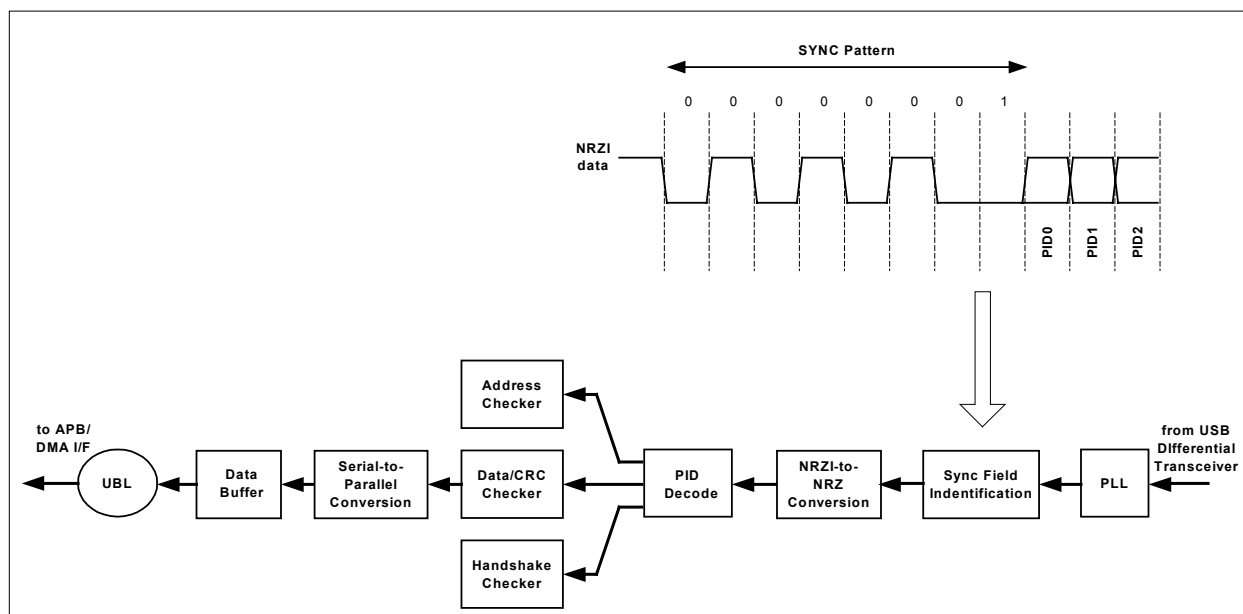 SYNC Pattern
0 0 0 0 0 0 0 1
NRZI
data
PID0
PID1
PID2
Address
Checker
to APB/
DMA I/F
UBL
Data
Buffer
Serial-to-
Parallel
Conversion
Data/CRC
Checker
PID
Decode
NRZI-to-
NRZ
Conversion
Sync Field
Indentification
PLL
from USB
DIfferential
Transceiver
Handshake
Checker